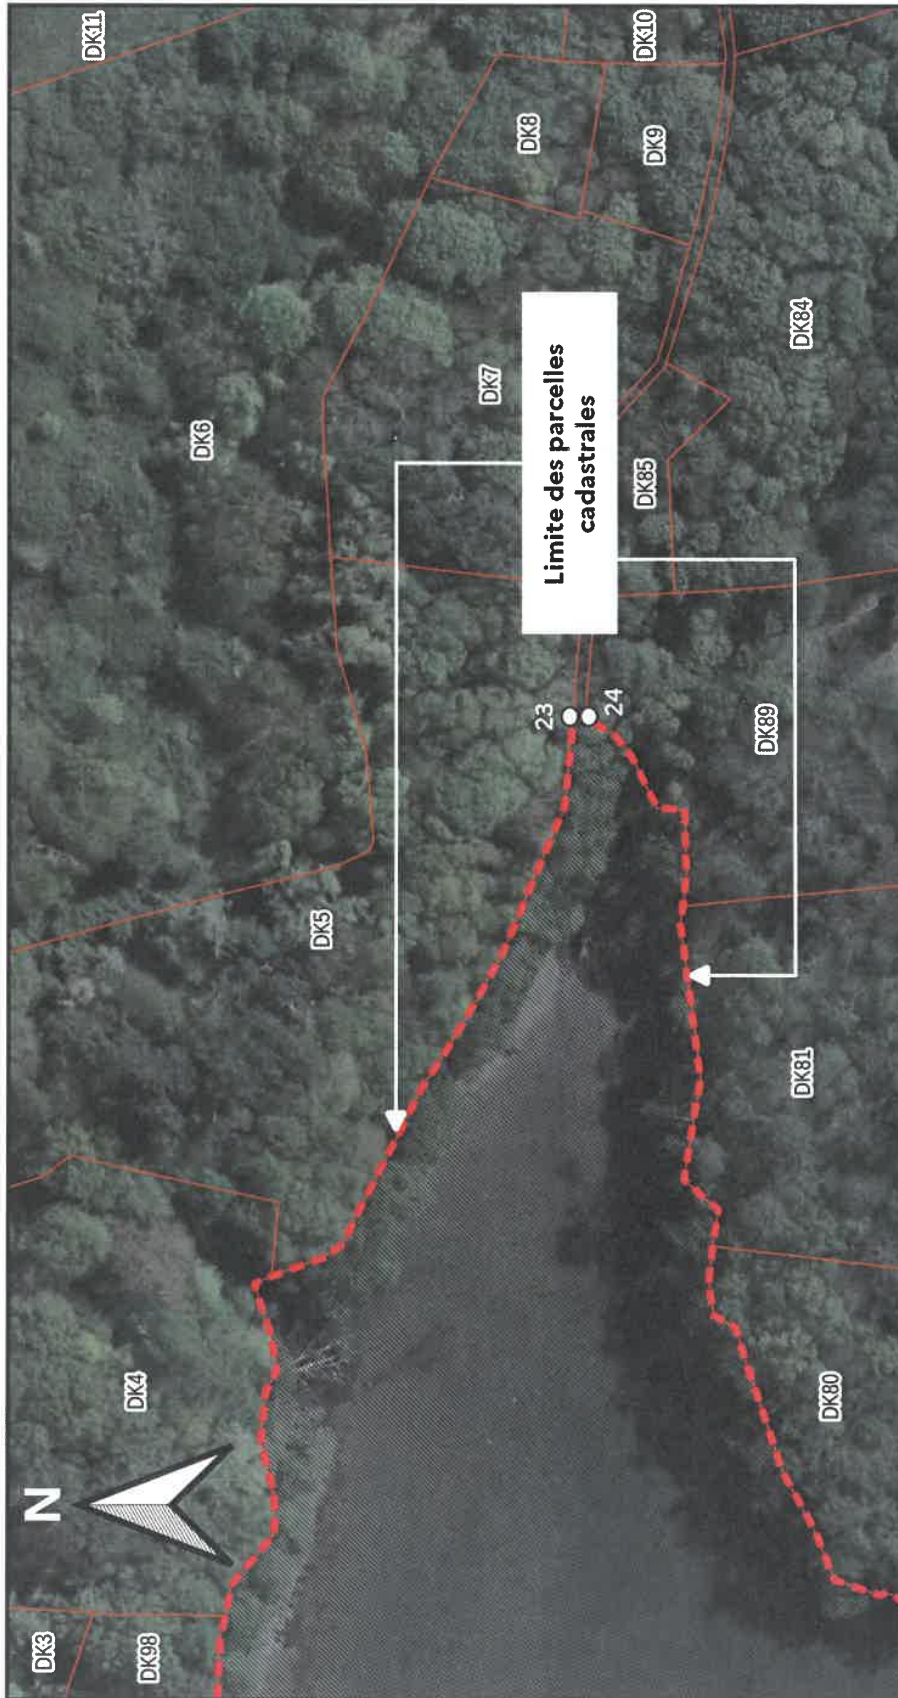 N
DK3
DK98
DK4
DK5
DK6
DK11
DK7
DK8
DK9
DK10
Limite des parcelles
cadastrales
23
24
DK85
DK84
DK89
DK81
DK80